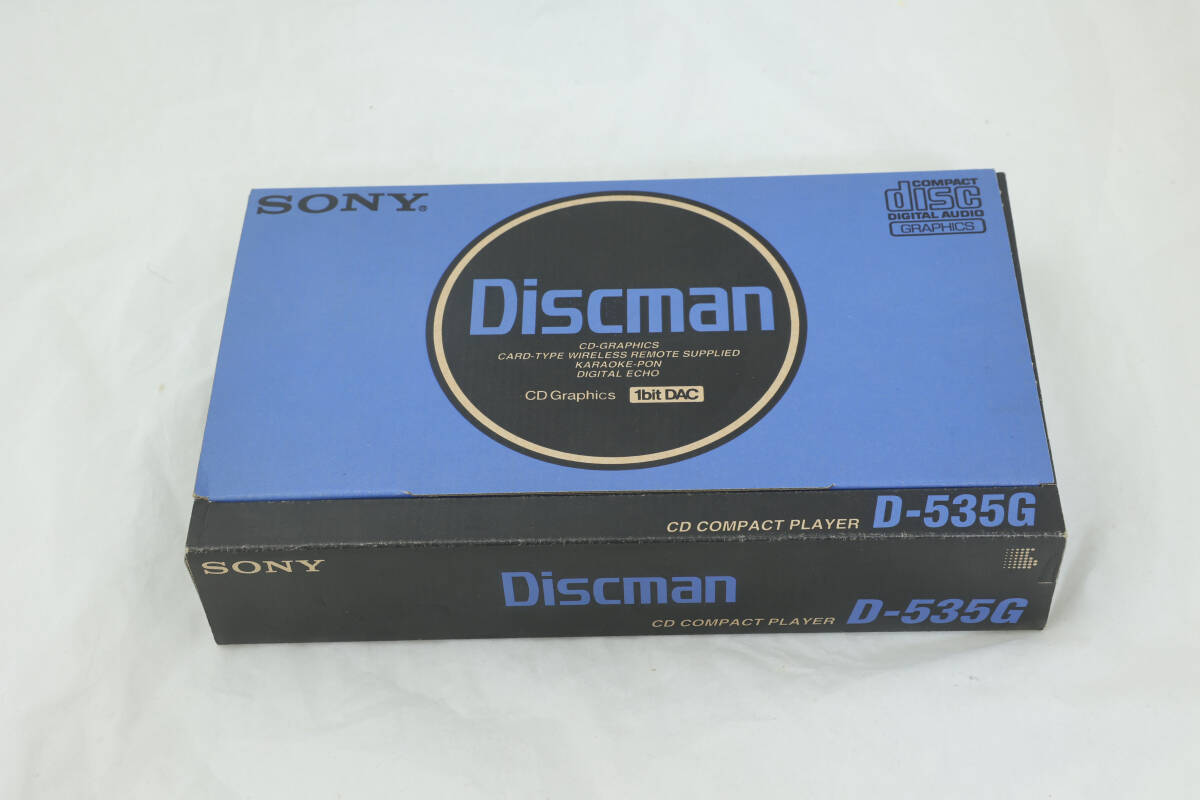 SONY®
COMPACT
disc
DIGITAL AUDIO
GRAPHICS
Discman
CD-GRAPHICS
CARD-TYPE WIRELESS REMOTE SUPPLIED
KARAOKE-PON
DIGITAL ECHO
CD Graphics 1bit DAC
CD COMPACT PLAYER D-535G
SONY
Discman
CD COMPACT PLAYER D-535G